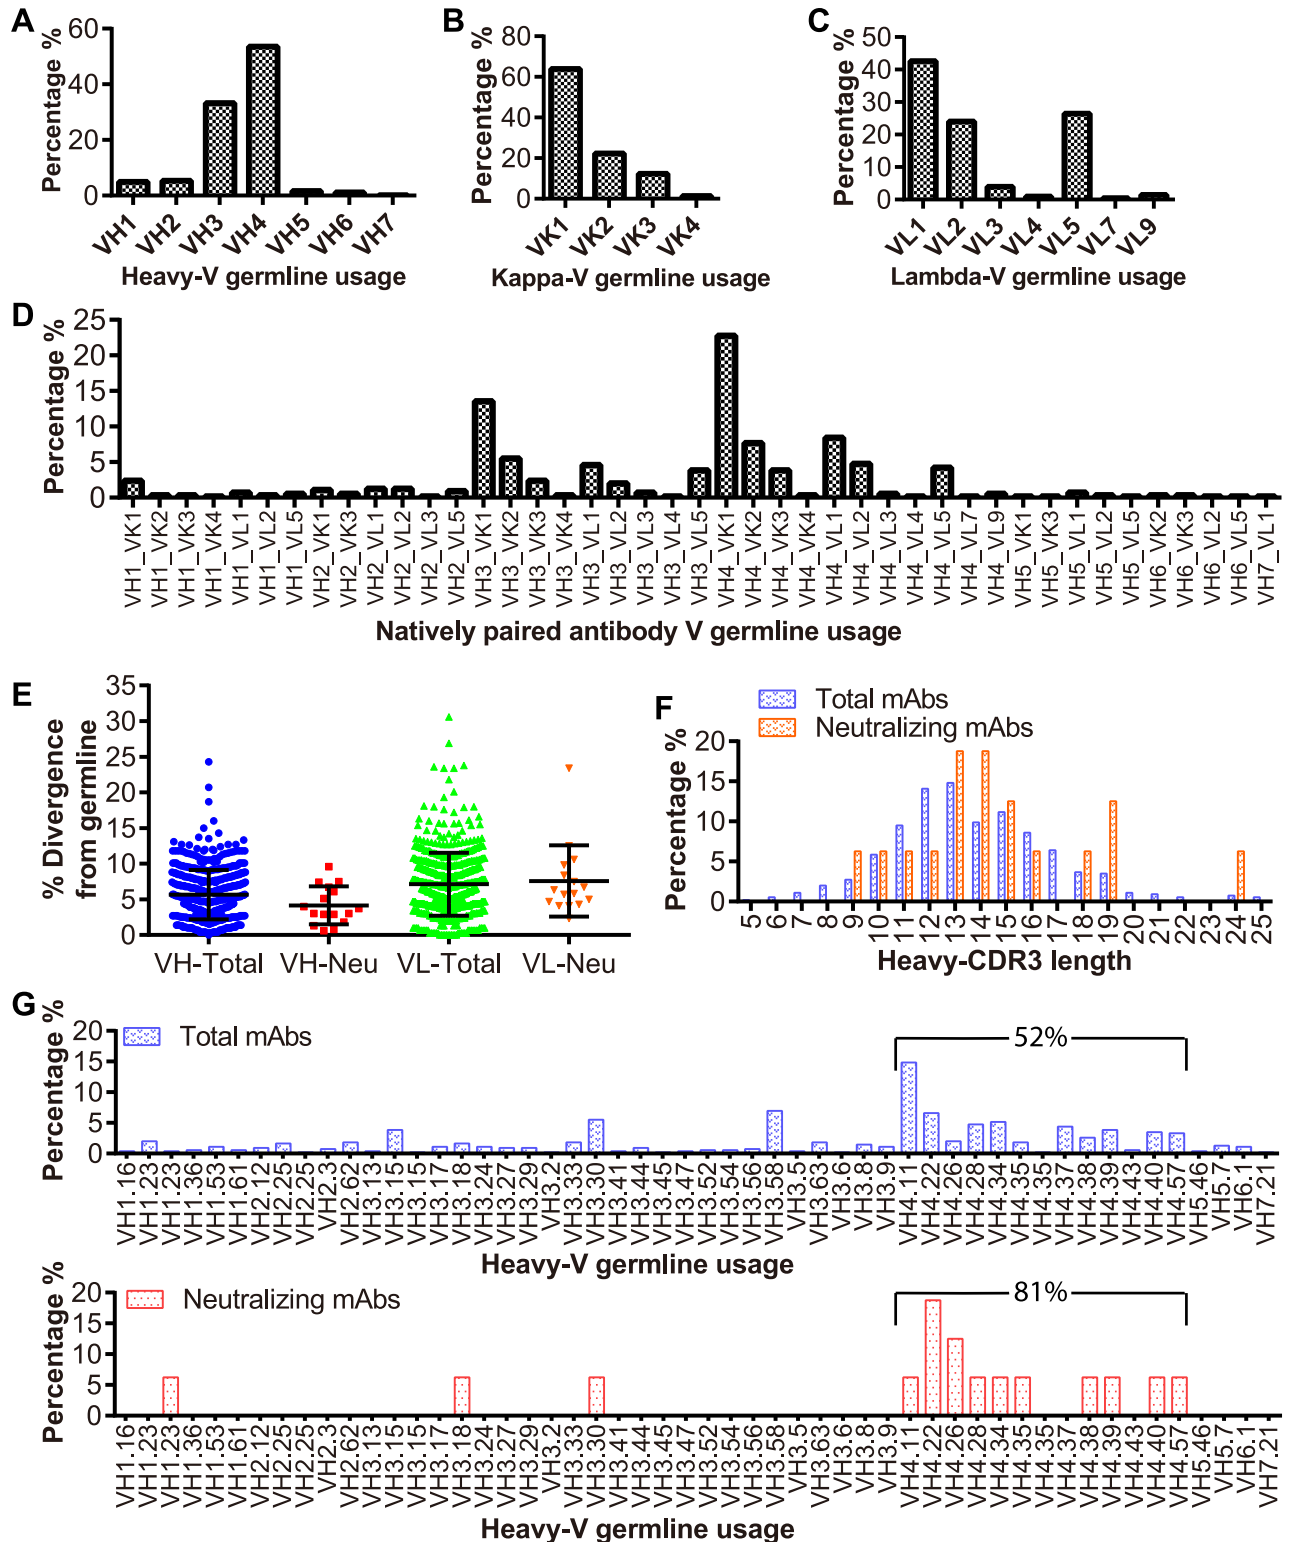 A
Percentage %
60
40
20
0
VH1 VH2 VH3 VH4 VH5 VH6 VH7
Heavy-V germline usage
B
Percentage %
80
60
40
20
0
VK1 VK2 VK3 VK4
Kappa-V germline usage
C
Percentage %
50
40
30
20
10
0
VL1 VL2 VL3 VL4 VL5 VL7 VL9
Lambda-V germline usage
D
Percentage %
25
20
15
10
5
0
VH1_VK1 VH1_VK2 VH1_VK3 VH1_VK4 VH1_VL1 VH1_VL2 VH1_VL5 VH2_VK1 VH2_VK3 VH2_VL1 VH2_VL2 VH2_VL3 VH2_VL5 VH3_VK1 VH3_VK2 VH3_VK3 VH3_VK4 VH3_VL1 VH3_VL2 VH3_VL3 VH3_VL4 VH3_VL5 VH4_VK1 VH4_VK2 VH4_VK3 VH4_VK4 VH4_VL1 VH4_VL2 VH4_VL3 VH4_VL4 VH4_VL5 VH4_VL7 VH4_VL9 VH5_VK1 VH5_VK3 VH5_VL1 VH5_VL2 VH5_VL5 VH6_VK2 VH6_VK3 VH6_VL2 VH6_VL5 VH7_VL1
Natively paired antibody V germline usage
E
% Divergence
from germline
35
30
25
20
15
10
5
0
VH-Total VH-Neu VL-Total VL-Neu
F
Total mAbs
Neutralizing mAbs
Percentage %
20
15
10
5
0
5 6 7 8 9 10 11 12 13 14 15 16 17 18 19 20 21 22 23 24 25
Heavy-CDR3 length
G
Percentage %
20
15
10
5
0
Total mAbs
52%
VH1.16 VH1.23 VH1.23 VH1.36 VH1.53 VH1.61 VH2.12 VH2.25 VH2.25 VH2.3 VH2.62 VH3.13 VH3.15 VH3.15 VH3.17 VH3.18 VH3.24 VH3.27 VH3.29 VH3.2 VH3.33 VH3.30 VH3.41 VH3.44 VH3.45 VH3.47 VH3.52 VH3.54 VH3.56 VH3.58 VH3.5 VH3.63 VH3.6 VH3.8 VH3.9 VH4.11 VH4.22 VH4.26 VH4.28 VH4.34 VH4.35 VH4.35 VH4.37 VH4.38 VH4.39 VH4.43 VH4.40 VH4.57 VH5.46 VH5.7 VH6.1 VH7.21
Heavy-V germline usage
Percentage %
20
15
10
5
0
Neutralizing mAbs
81%
VH1.16 VH1.23 VH1.23 VH1.36 VH1.53 VH1.61 VH2.12 VH2.25 VH2.25 VH2.3 VH2.62 VH3.13 VH3.15 VH3.15 VH3.17 VH3.18 VH3.24 VH3.27 VH3.29 VH3.2 VH3.33 VH3.30 VH3.41 VH3.44 VH3.45 VH3.47 VH3.52 VH3.54 VH3.56 VH3.58 VH3.5 VH3.63 VH3.6 VH3.8 VH3.9 VH4.11 VH4.22 VH4.26 VH4.28 VH4.34 VH4.35 VH4.35 VH4.37 VH4.38 VH4.39 VH4.43 VH4.40 VH4.57 VH5.46 VH5.7 VH6.1 VH7.21
Heavy-V germline usage